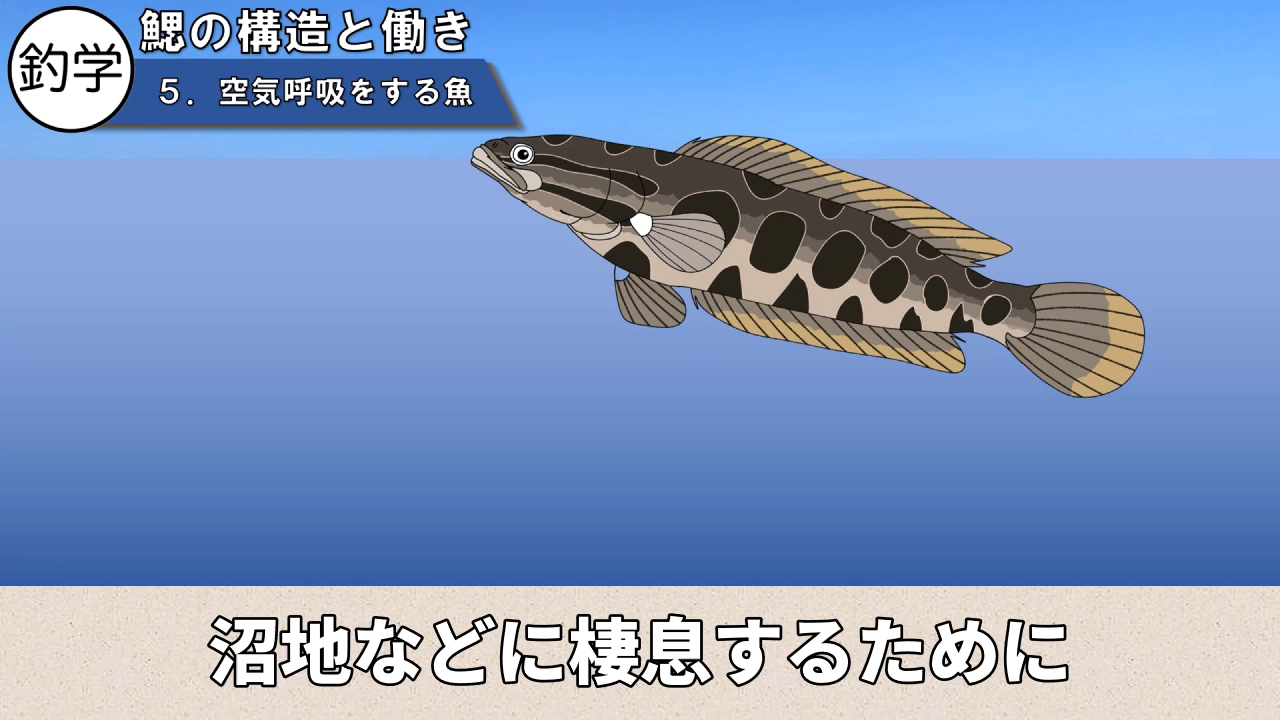 釣学
鰓の構造と働き
５．空気呼吸をする魚
沼地などに棲息するために